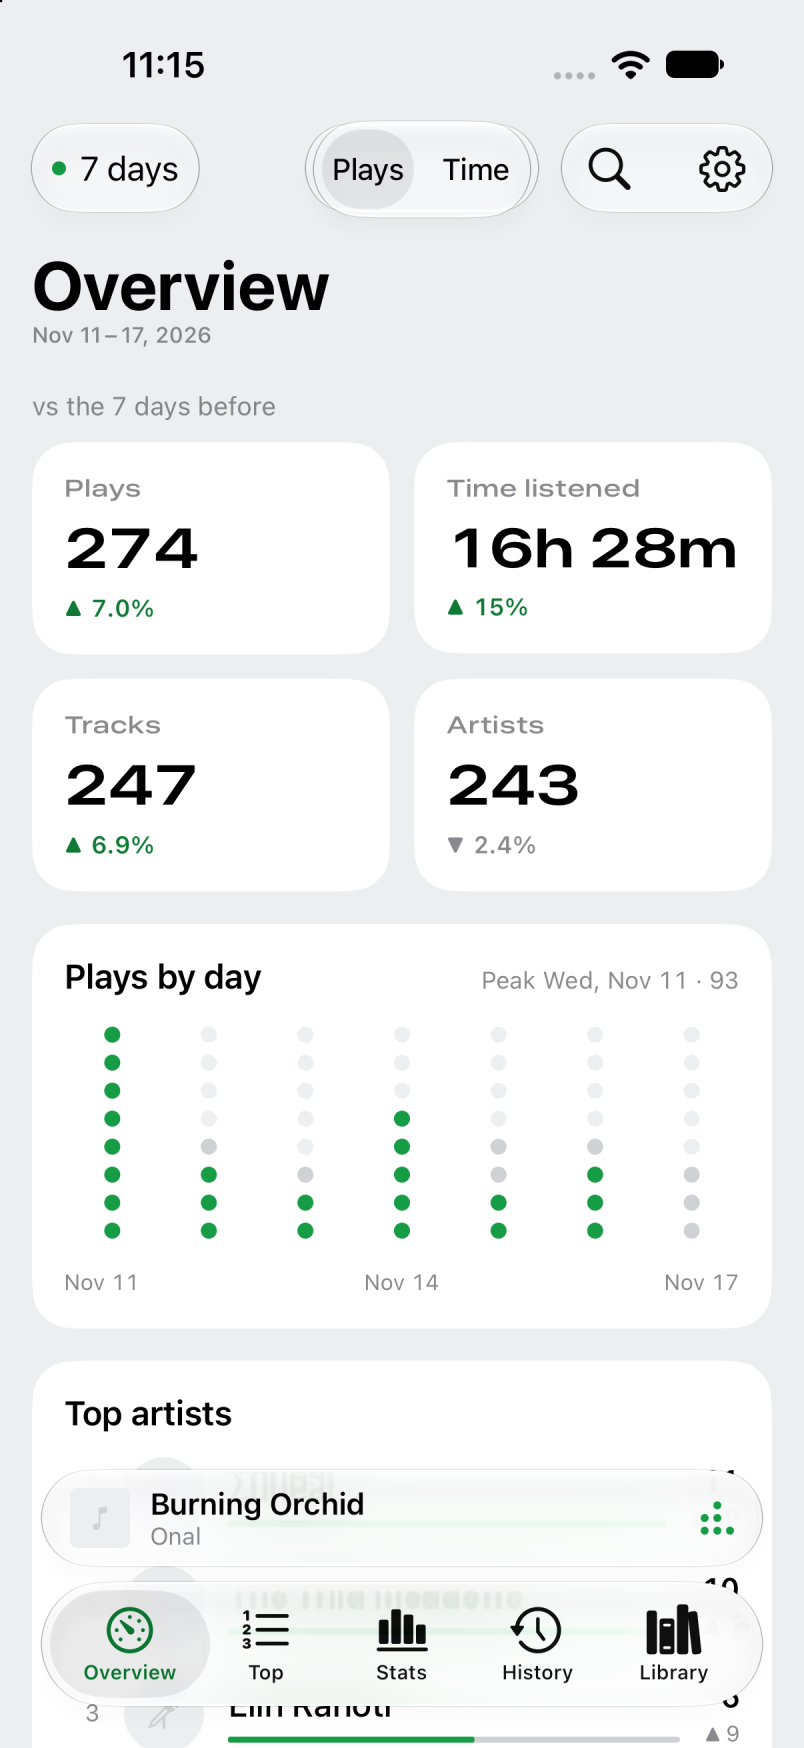 11:15
7 days
Plays Time
Overview
Nov 11–17, 2026
vs the 7 days before
Plays
274
▲ 7.0%
Time listened
16h 28m
▲ 15%
Tracks
247
▲ 6.9%
Artists
243
▼ 2.4%
Plays by day
Peak Wed, Nov 11 · 93
Nov 11 Nov 14 Nov 17
Top artists
Burning Orchid
Onal
Overview
1 2 3
Top
Stats
History
Library
3
▲ 9